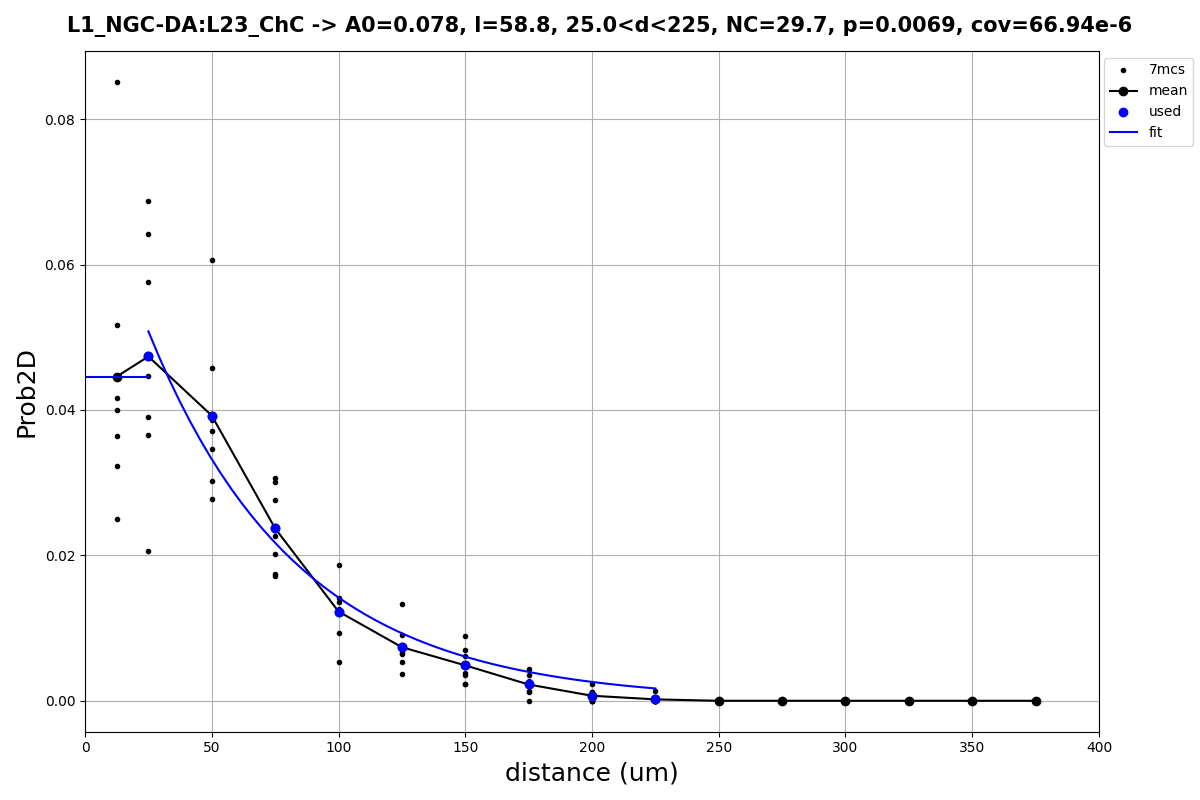 L1_NGC-DA:L23_ChC -> A0=0.078, l=58.8, 25.0<d<225, NC=29.7, p=0.0069, cov=66.94e-6
7mcs
mean
used
fit
0.08
0.06
0.04
0.02
0.00
Prob2D
0 50 100 150 200 250 300 350 400
distance (um)